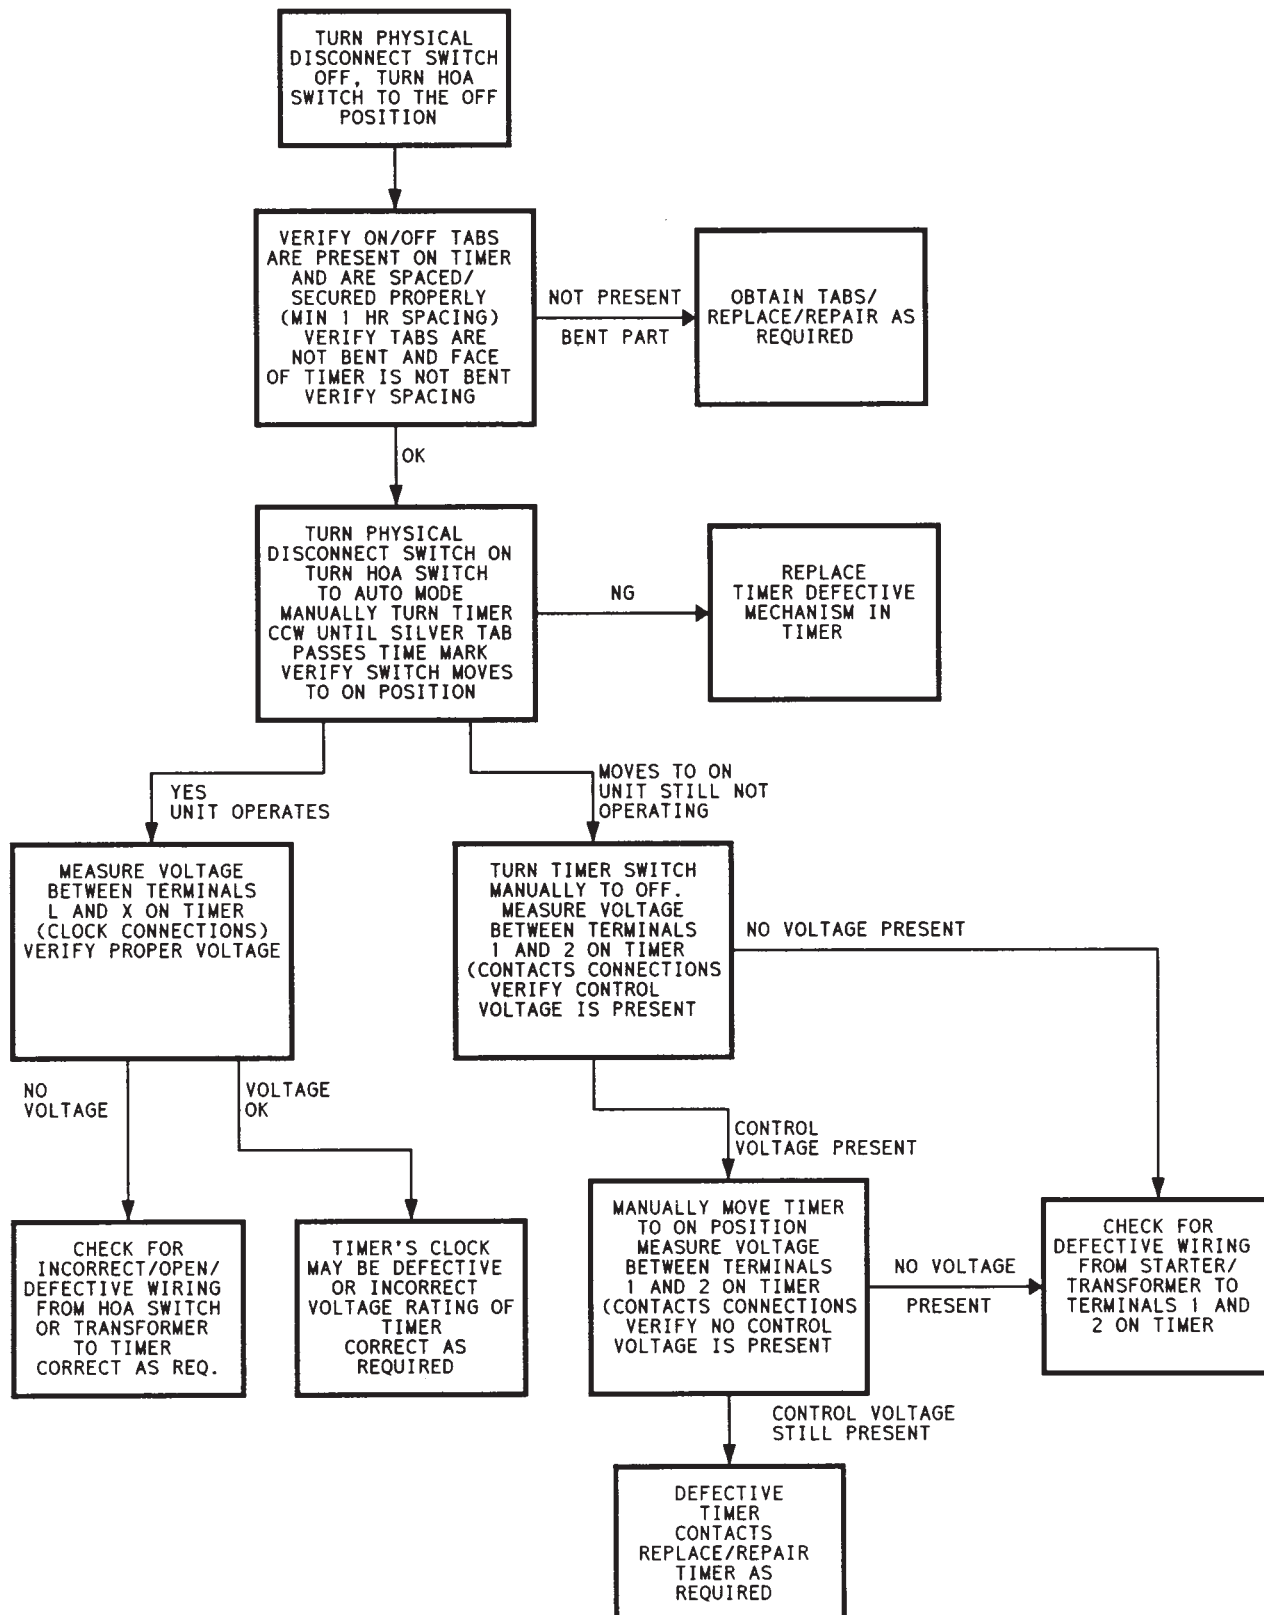 TURN PHYSICAL
DISCONNECT SWITCH
OFF, TURN HOA
SWITCH TO THE OFF
POSITION
VERIFY ON/OFF TABS
ARE PRESENT ON TIMER
AND ARE SPACED/
SECURED PROPERLY
(MIN 1 HR SPACING)
VERIFY TABS ARE
NOT BENT AND FACE
OF TIMER IS NOT BENT
VERIFY SPACING
NOT PRESENT
BENT PART
OBTAIN TABS/
REPLACE/REPAIR AS
REQUIRED
OK
TURN PHYSICAL
DISCONNECT SWITCH ON
TURN HOA SWITCH
TO AUTO MODE
MANUALLY TURN TIMER
CCW UNTIL SILVER TAB
PASSES TIME MARK
VERIFY SWITCH MOVES
TO ON POSITION
NG
REPLACE
TIMER DEFECTIVE
MECHANISM IN
TIMER
YES
UNIT OPERATES
MOVES TO ON
UNIT STILL NOT
OPERATING
MEASURE VOLTAGE
BETWEEN TERMINALS
L AND X ON TIMER
(CLOCK CONNECTIONS)
VERIFY PROPER VOLTAGE
TURN TIMER SWITCH
MANUALLY TO OFF.
MEASURE VOLTAGE
BETWEEN TERMINALS
1 AND 2 ON TIMER
(CONTACTS CONNECTIONS
VERIFY CONTROL
VOLTAGE IS PRESENT
NO VOLTAGE PRESENT
NO
VOLTAGE
VOLTAGE
OK
CONTROL
VOLTAGE PRESENT
CHECK FOR
INCORRECT/OPEN/
DEFECTIVE WIRING
FROM HOA SWITCH
OR TRANSFORMER
TO TIMER
CORRECT AS REQ.
TIMER'S CLOCK
MAY BE DEFECTIVE
OR INCORRECT
VOLTAGE RATING OF
TIMER
CORRECT AS
REQUIRED
MANUALLY MOVE TIMER
TO ON POSITION
MEASURE VOLTAGE
BETWEEN TERMINALS
1 AND 2 ON TIMER
(CONTACTS CONNECTIONS
VERIFY NO CONTROL
VOLTAGE IS PRESENT
NO VOLTAGE
PRESENT
CHECK FOR
DEFECTIVE WIRING
FROM STARTER/
TRANSFORMER TO
TERMINALS 1 AND
2 ON TIMER
CONTROL VOLTAGE
STILL PRESENT
DEFECTIVE
TIMER
CONTACTS
REPLACE/REPAIR
TIMER AS
REQUIRED